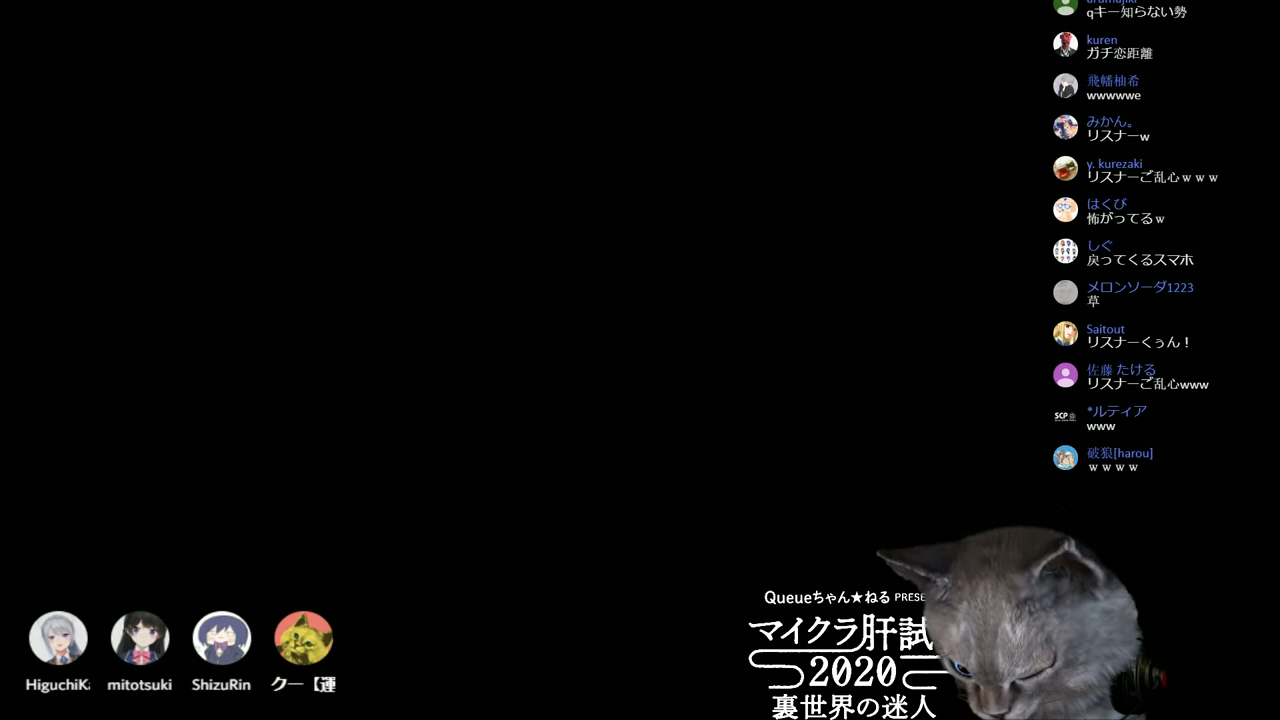 qキー知らない勢
kuren
ガチ恋距離
飛幡柚希
wwwwwe
みかん。
リスナーw
y. kurezaki
リスナーご乱心ｗｗｗ
はくび
怖がってるｗ
しぐ
戻ってくるスマホ
メロンソーダ1223
草
Saitout
リスナーくぅん！
佐藤 たける
リスナーご乱心www
*ルティア
www
破狼[harou]
ｗｗｗｗ
SCP
Queueちゃん★ねる PRESE
マイクラ肝試
2020
裏世界の迷人
HiguchiKa
mitotsuki
ShizuRin
クー【運